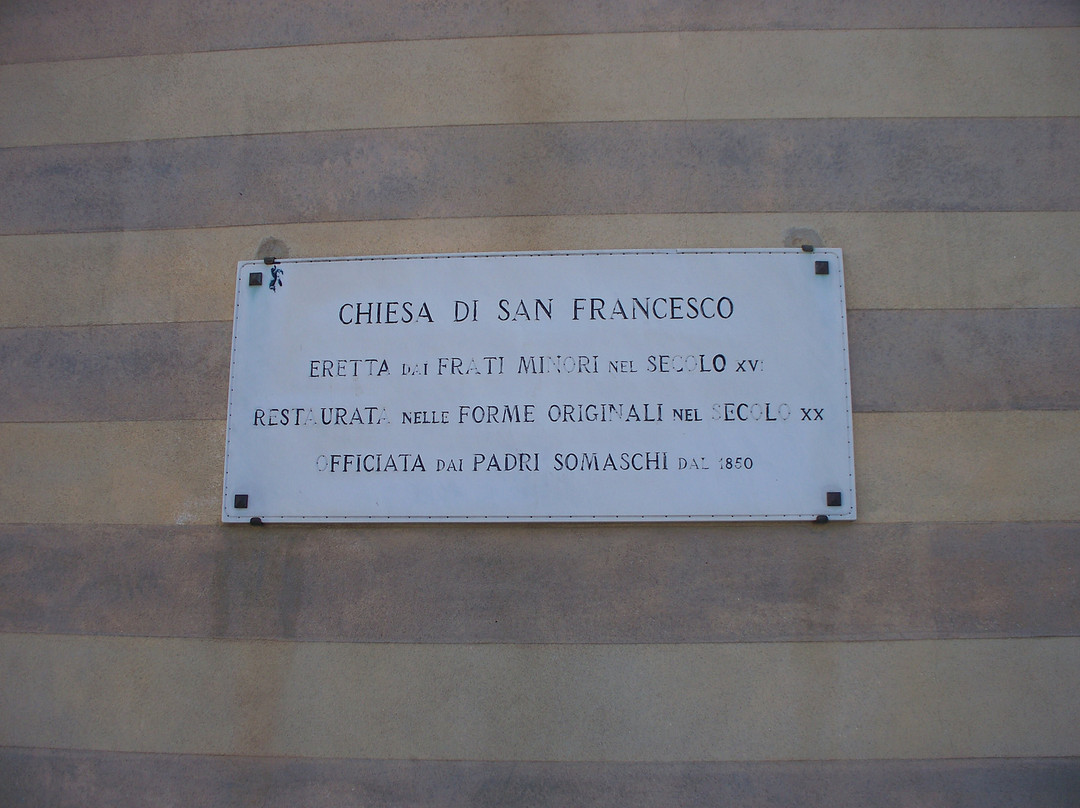 CHIESA DI SAN FRANCESCO
ERETTA DAI FRATI MINORI NEL SECOLO
RESTAURATA NELLE FORME ORIGINALI NEL SECOLO XX
OFFICIATA DAI PADRI SOMASCHI DAL 1850